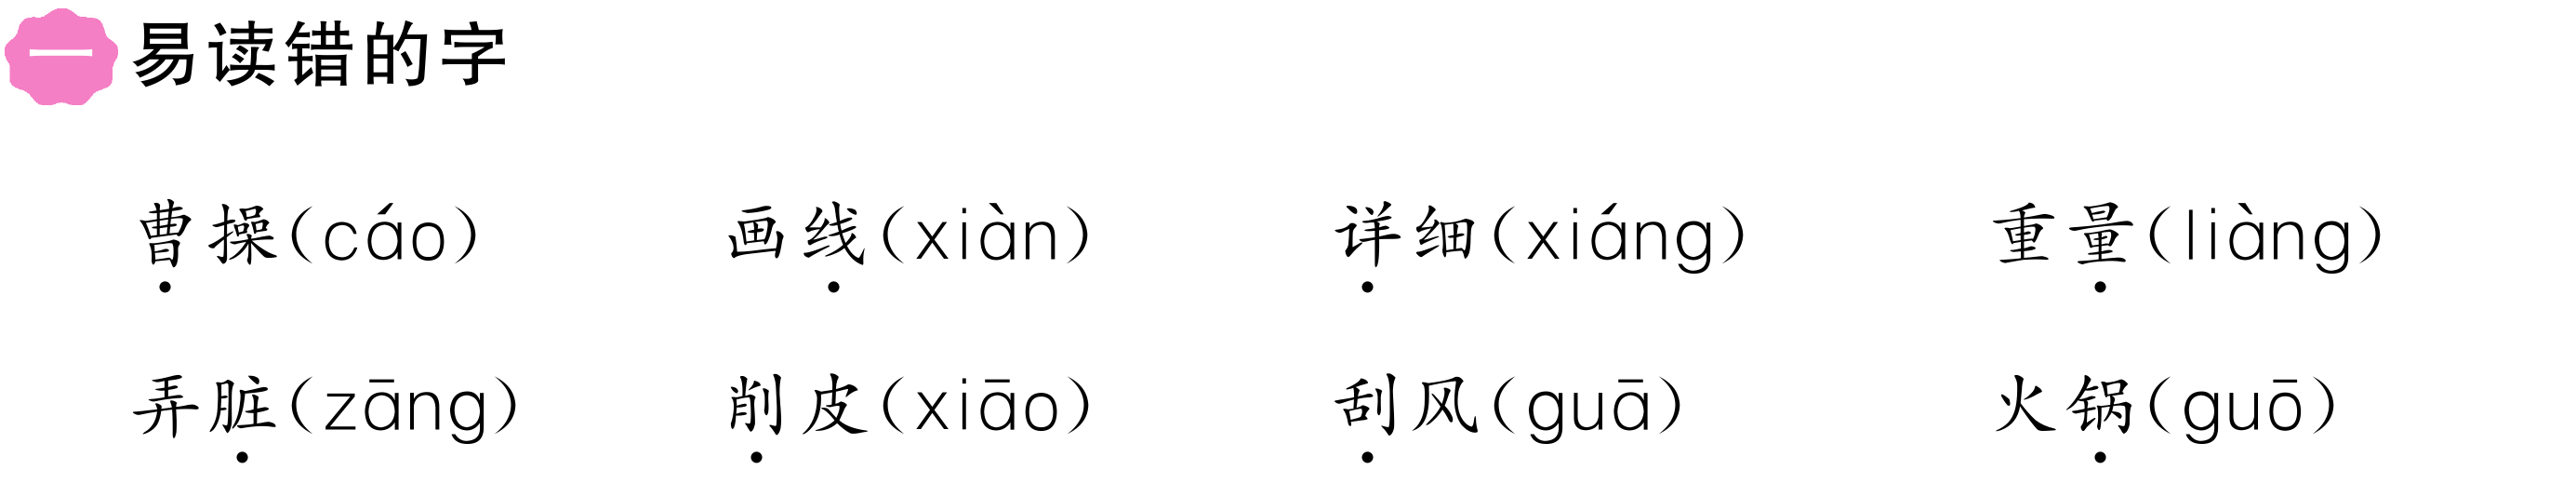 一 易读错的字
曹操(cáo) 画线(xiàn) 详细(xiáng) 重量(liàng)
弄脏(zāng) 削皮(xiāo) 刮风(guā) 火锅(guō)